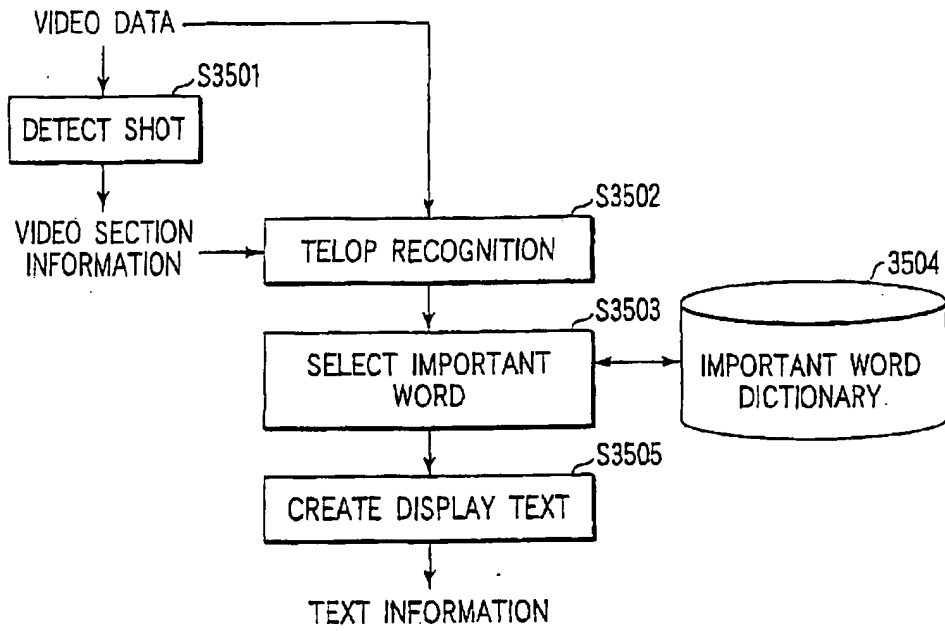 VIDEO DATA
S3501
DETECT SHOT
VIDEO SECTION
INFORMATION
S3502
TELOP RECOGNITION
S3503
SELECT IMPORTANT
WORD
3504
IMPORTANT WORD
DICTIONARY
S3505
CREATE DISPLAY TEXT
TEXT INFORMATION